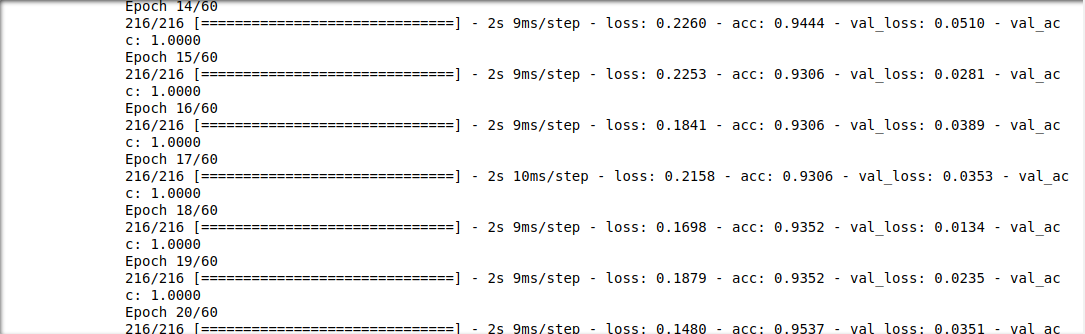 Epoch 14/60
216/216 [==============================] - 2s 9ms/step - loss: 0.2260 - acc: 0.9444 - val_loss: 0.0510 - val_ac
c: 1.0000
Epoch 15/60
216/216 [==============================] - 2s 9ms/step - loss: 0.2253 - acc: 0.9306 - val_loss: 0.0281 - val_ac
c: 1.0000
Epoch 16/60
216/216 [==============================] - 2s 9ms/step - loss: 0.1841 - acc: 0.9306 - val_loss: 0.0389 - val_ac
c: 1.0000
Epoch 17/60
216/216 [==============================] - 2s 10ms/step - loss: 0.2158 - acc: 0.9306 - val_loss: 0.0353 - val_ac
c: 1.0000
Epoch 18/60
216/216 [==============================] - 2s 9ms/step - loss: 0.1698 - acc: 0.9352 - val_loss: 0.0134 - val_ac
c: 1.0000
Epoch 19/60
216/216 [==============================] - 2s 9ms/step - loss: 0.1879 - acc: 0.9352 - val_loss: 0.0235 - val_ac
c: 1.0000
Epoch 20/60
216/216 [==============================] - 2s 9ms/step - loss: 0.1480 - acc: 0.9537 - val_loss: 0.0351 - val_ac